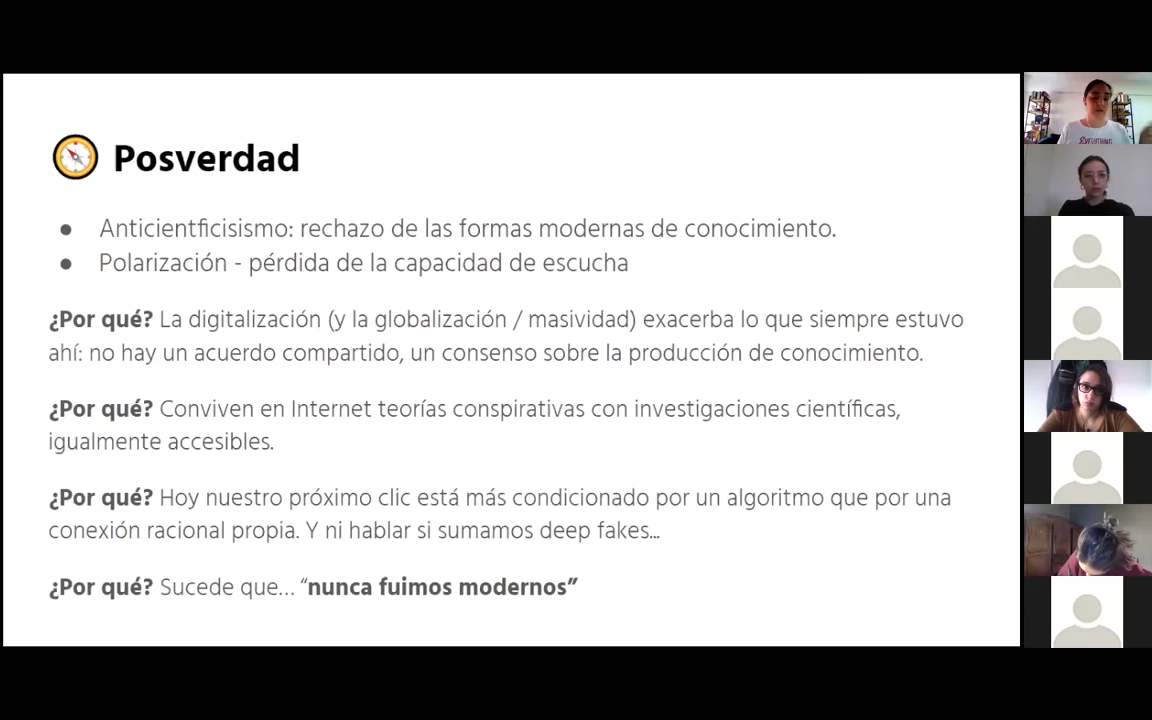 Posverdad
● Anticientficisismo: rechazo de las formas modernas de conocimiento.
● Polarización - pérdida de la capacidad de escucha
¿Por qué? La digitalización (y la globalización / masividad) exacerba lo que siempre estuvo
ahí: no hay un acuerdo compartido, un consenso sobre la producción de conocimiento.
¿Por qué? Conviven en Internet teorías conspirativas con investigaciones científicas,
igualmente accesibles.
¿Por qué? Hoy nuestro próximo clic está más condicionado por un algoritmo que por una
conexión racional propia. Y ni hablar si sumamos deep fakes...
¿Por qué? Sucede que... “nunca fuimos modernos”
EVERYTHING